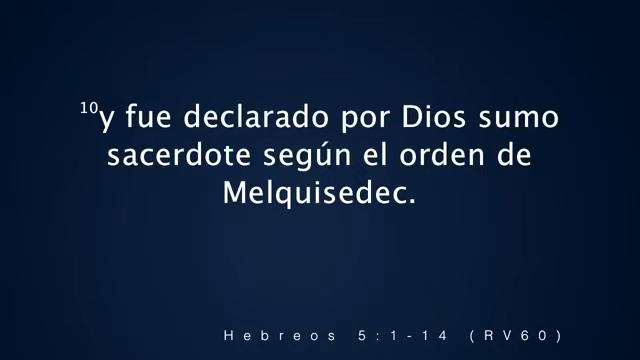 10y fue declarado por Dios sumo
sacerdote según el orden de
Melquisedec.
Hebreos 5:1-14 (RV60)